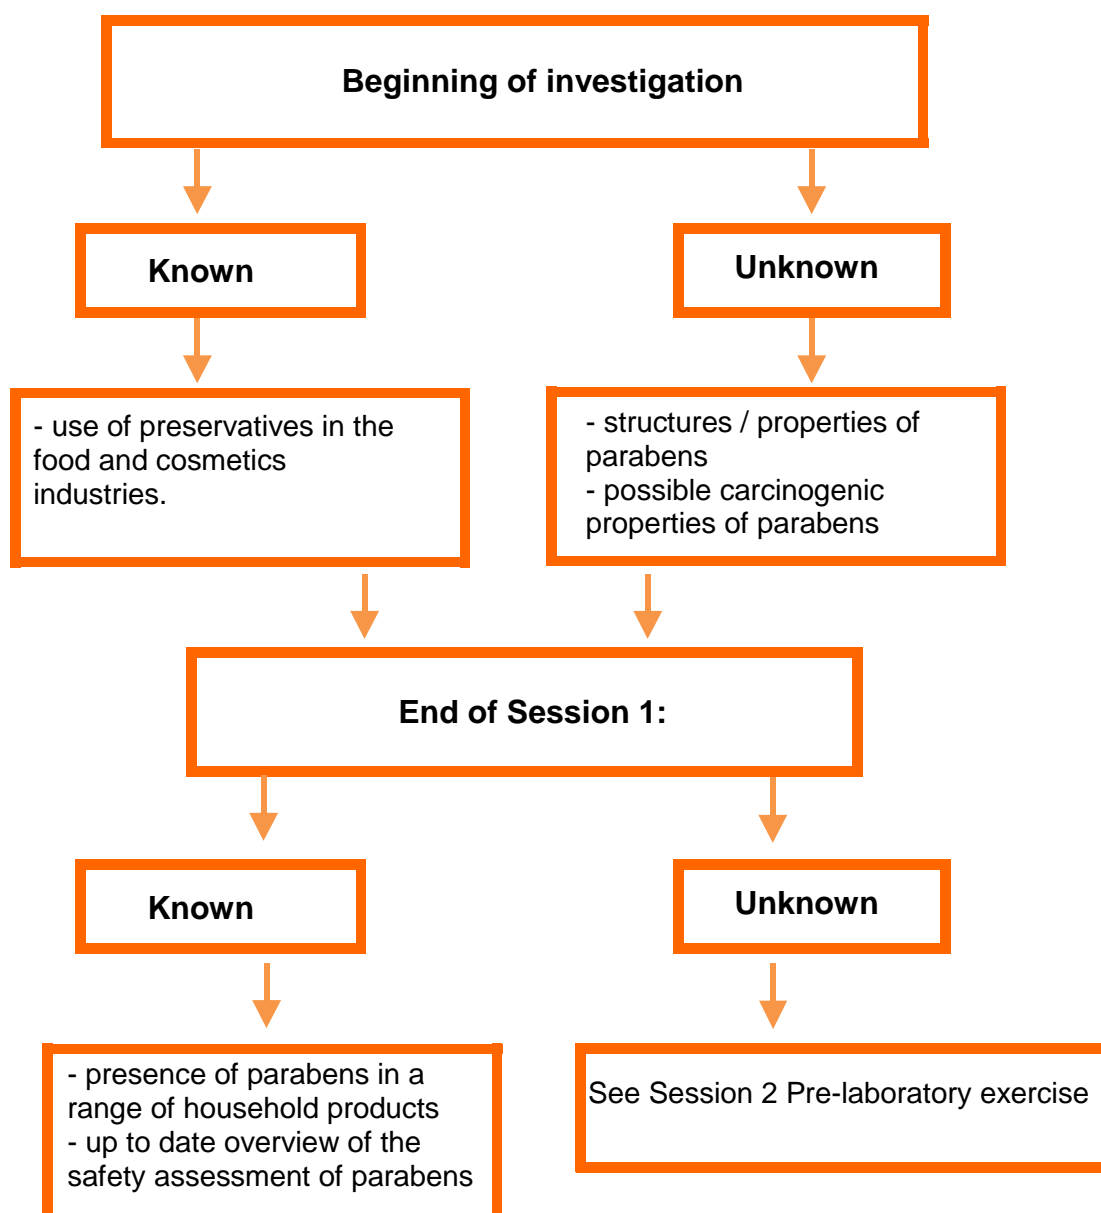 Beginning of investigation
Known
Unknown
- use of preservatives in the
food and cosmetics
industries.
- structures / properties of
parabens
- possible carcinogenic
properties of parabens
End of Session 1:
Known
Unknown
- presence of parabens in a
range of household products
- up to date overview of the
safety assessment of parabens
See Session 2 Pre-laboratory exercise